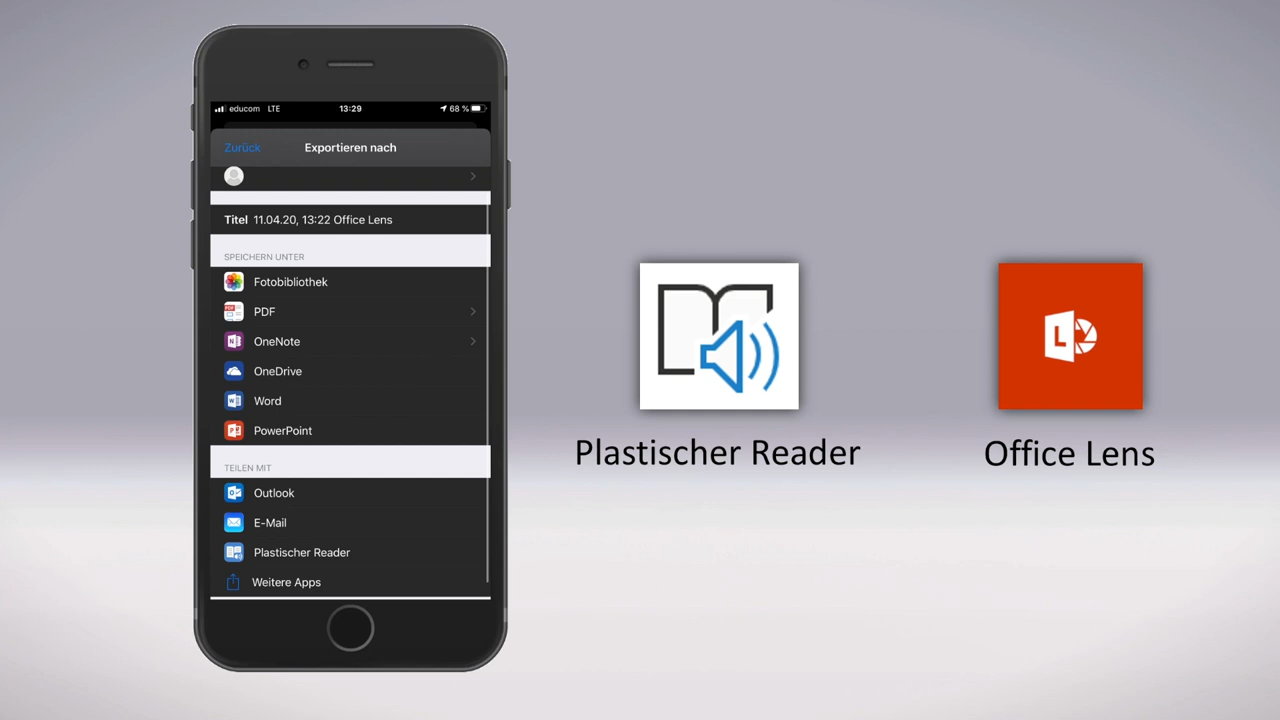 educom LTE 13:29 68 %
Zurück Exportieren nach
Titel 11.04.20, 13:22 Office Lens
SPEICHERN UNTER
Fotobibliothek
PDF
OneNote
OneDrive
Word
PowerPoint
TEILEN MIT
Outlook
E-Mail
Plastischer Reader
Weitere Apps
Plastischer Reader
L
Office Lens